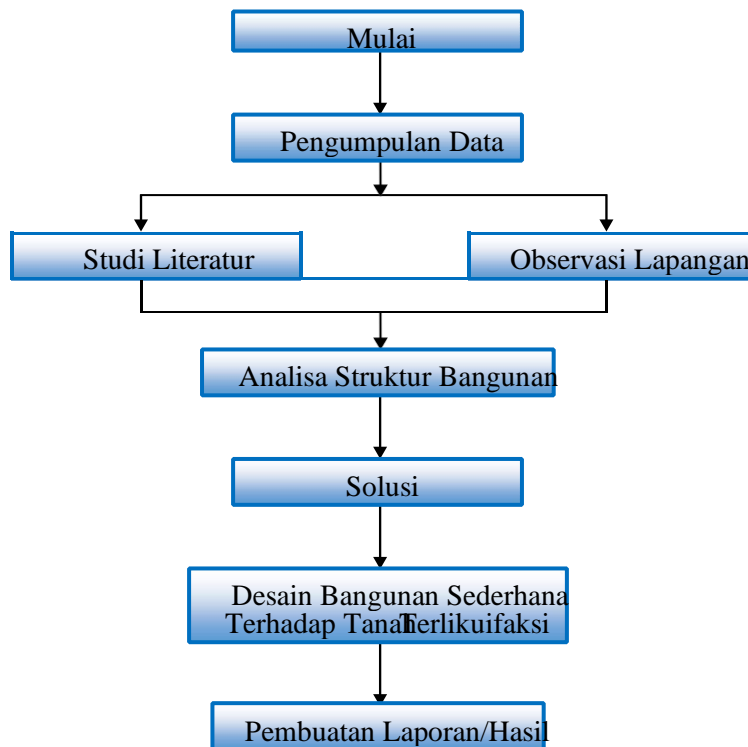 Mulai
Pengumpulan Data
Studi Literatur
Observasi Lapangan
Analisa Struktur Bangunan
Solusi
Desain Bangunan Sederhana
Terhadap Tanah Terlikuifaksi
Pembuatan Laporan/Hasil